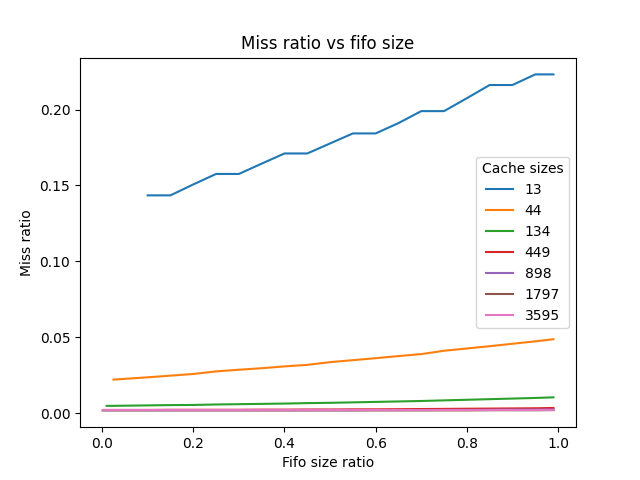 Miss ratio vs fifo size
0.20
0.15
0.10
0.05
0.00
Miss ratio
Cache sizes
13
44
134
449
898
1797
3595
0.0 0.2 0.4 0.6 0.8 1.0
Fifo size ratio